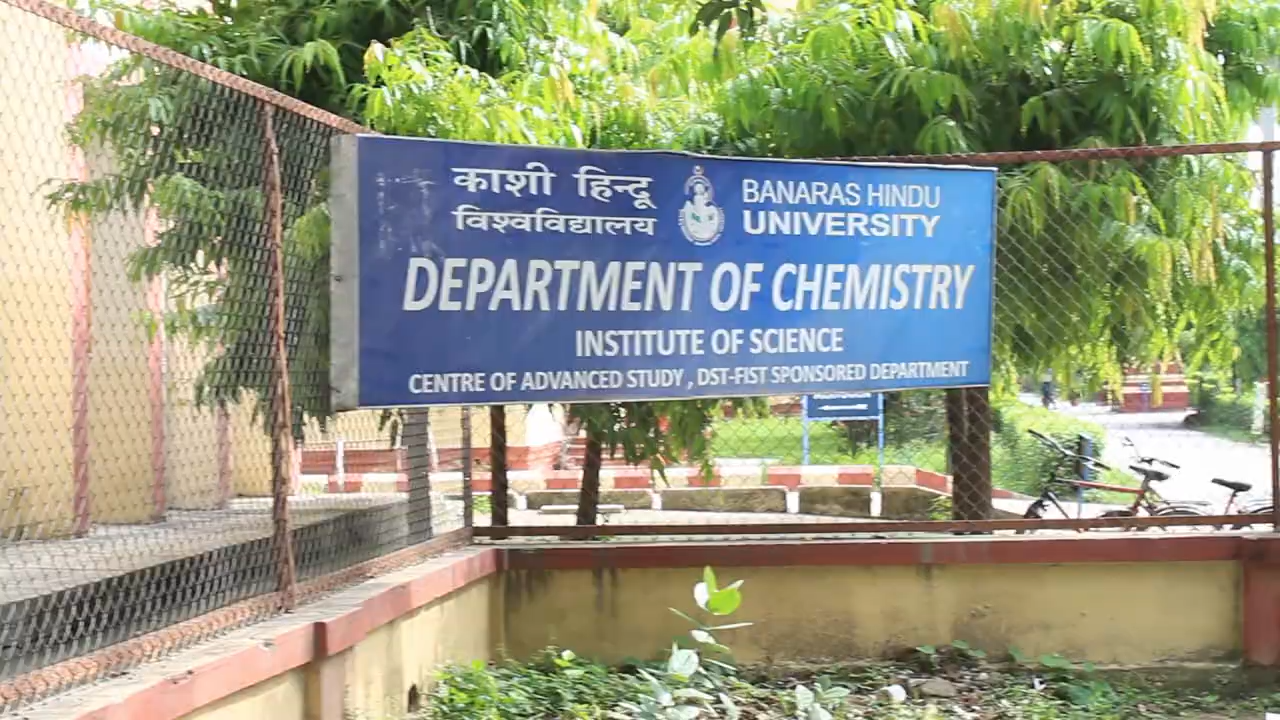 काशी हिन्दू
विश्वविद्यालय
BANARAS HINDU
UNIVERSITY
DEPARTMENT OF CHEMISTRY
INSTITUTE OF SCIENCE
CENTRE OF ADVANCED STUDY , DST-FIST SPONSORED DEPARTMENT